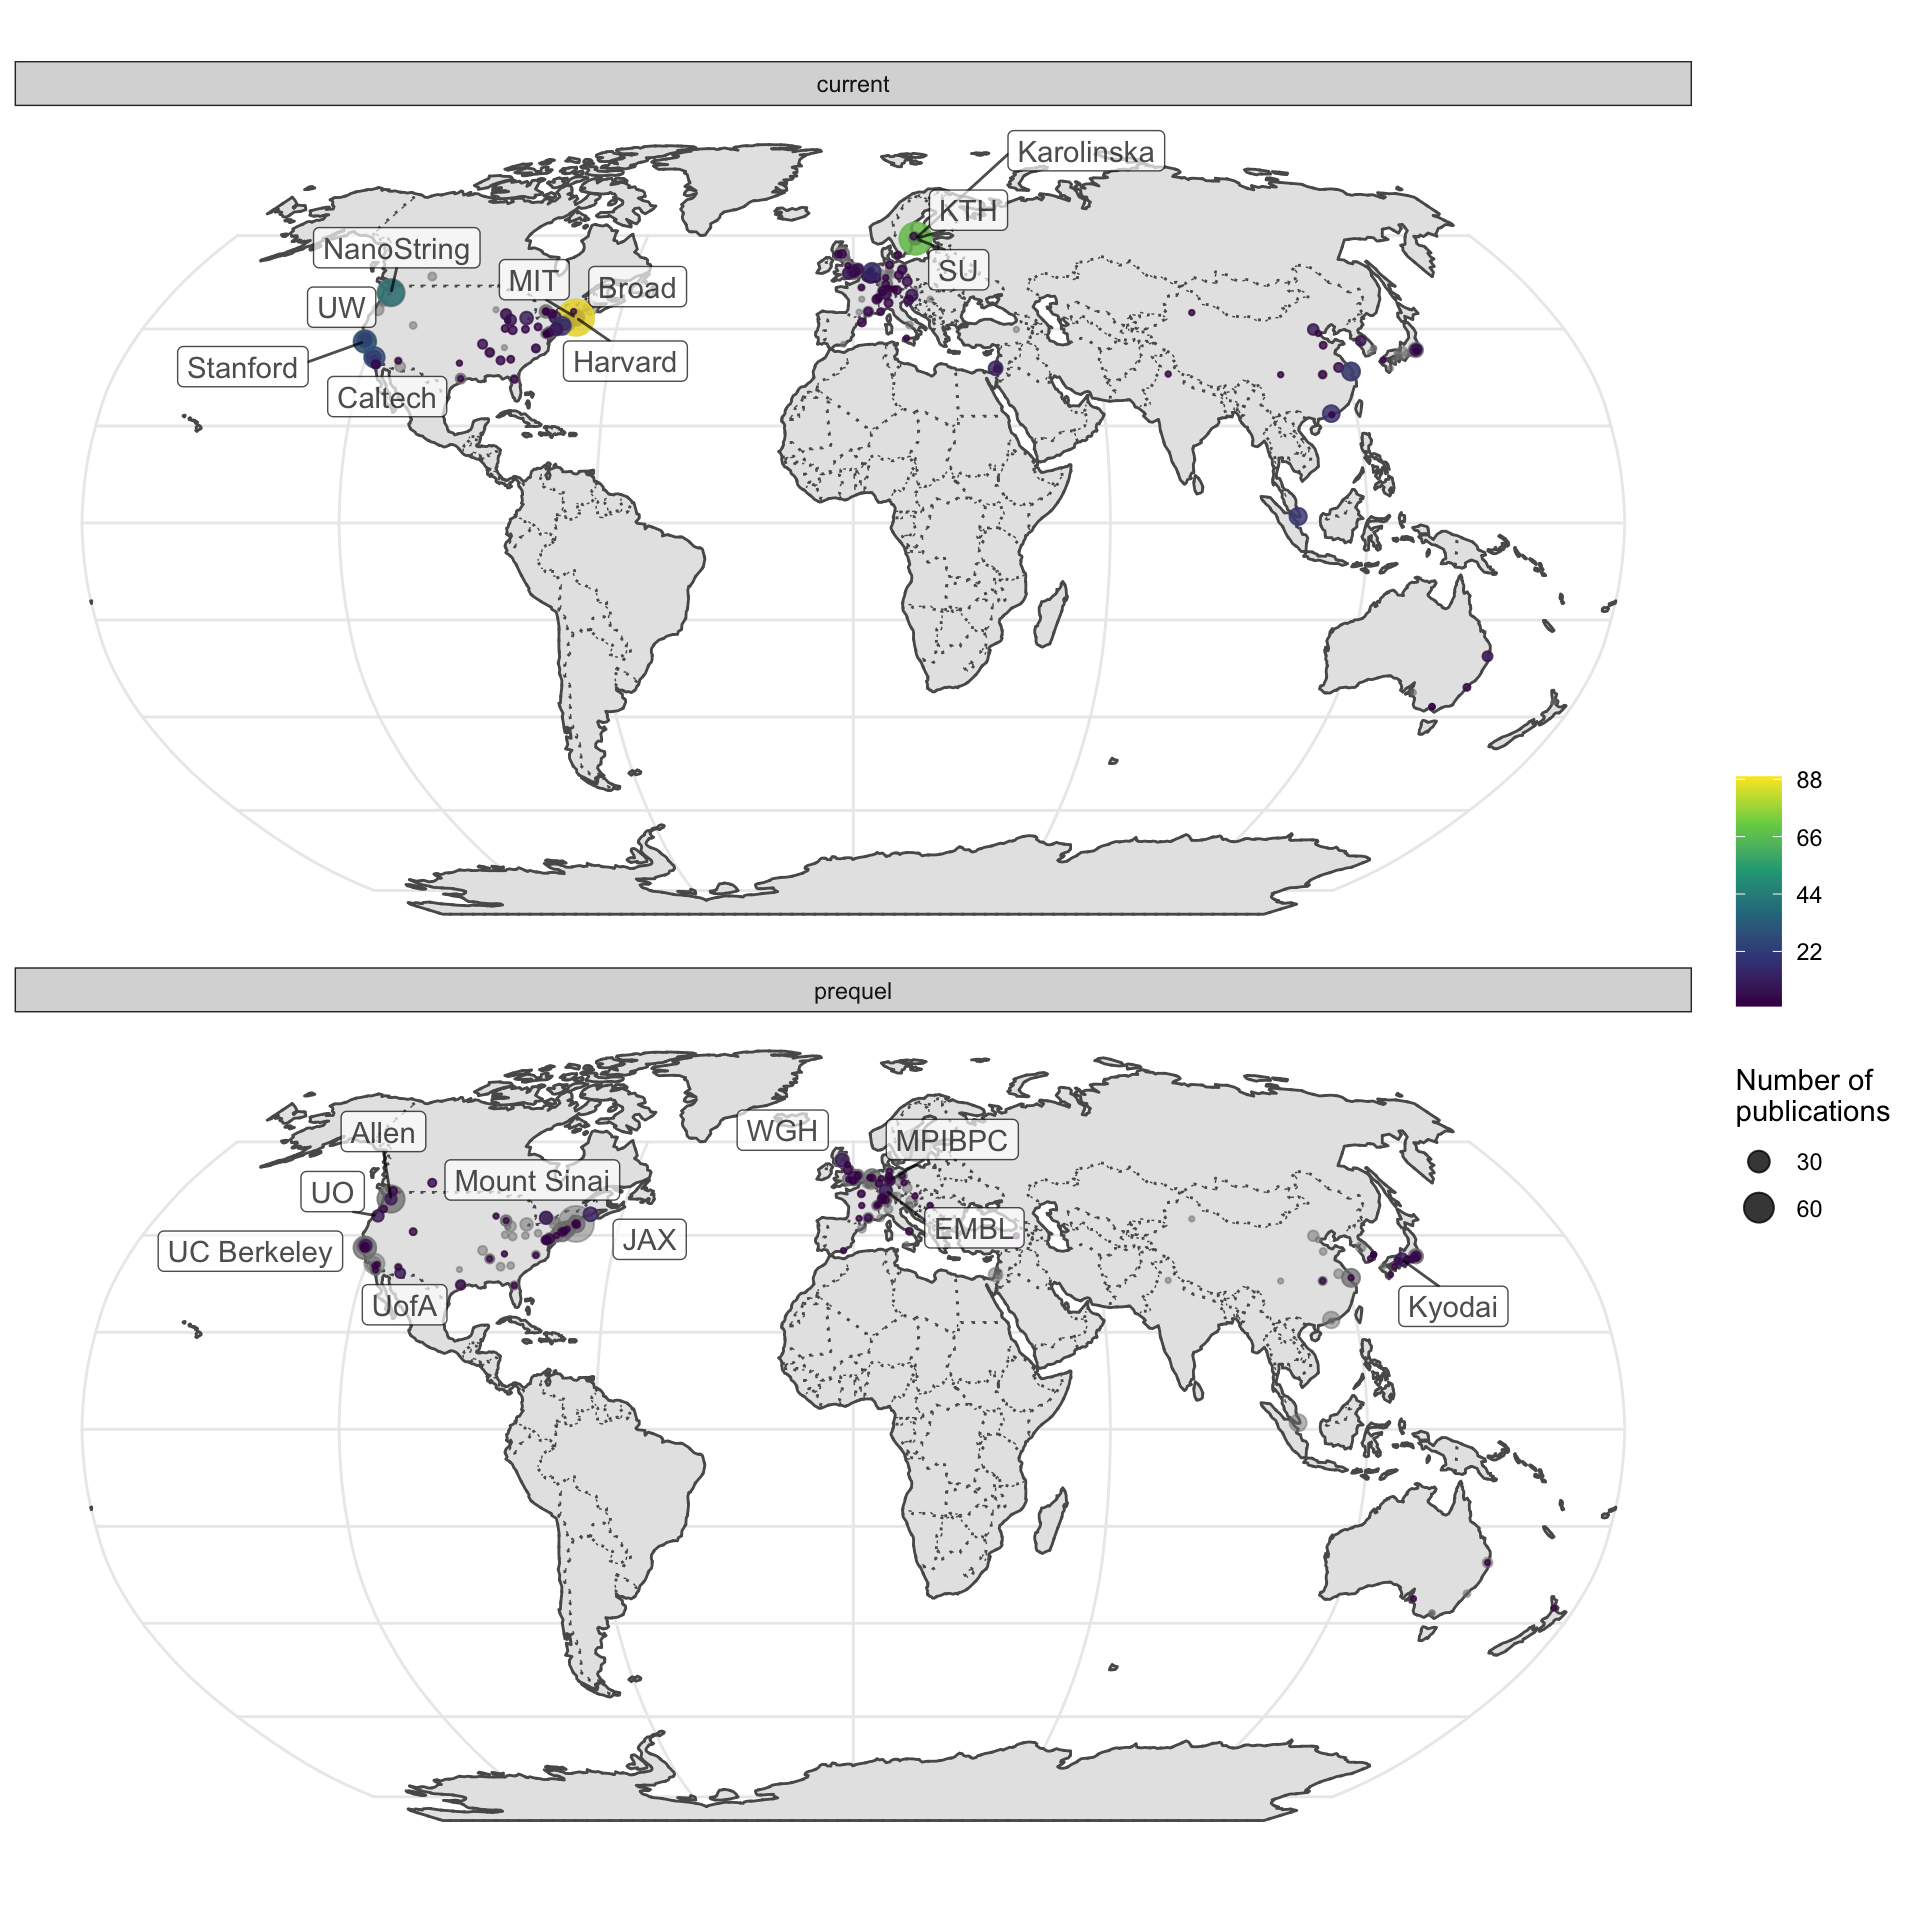 current
Karolinska
KTH
NanoString
MIT
Broad
SU
UW
Stanford
Harvard
Caltech
88
66
44
22
prequel
Number of
publications
30
60
Allen
WGH
MPIBPC
Mount Sinai
UO
EMBL
JAX
UC Berkeley
UofA
Kyodai